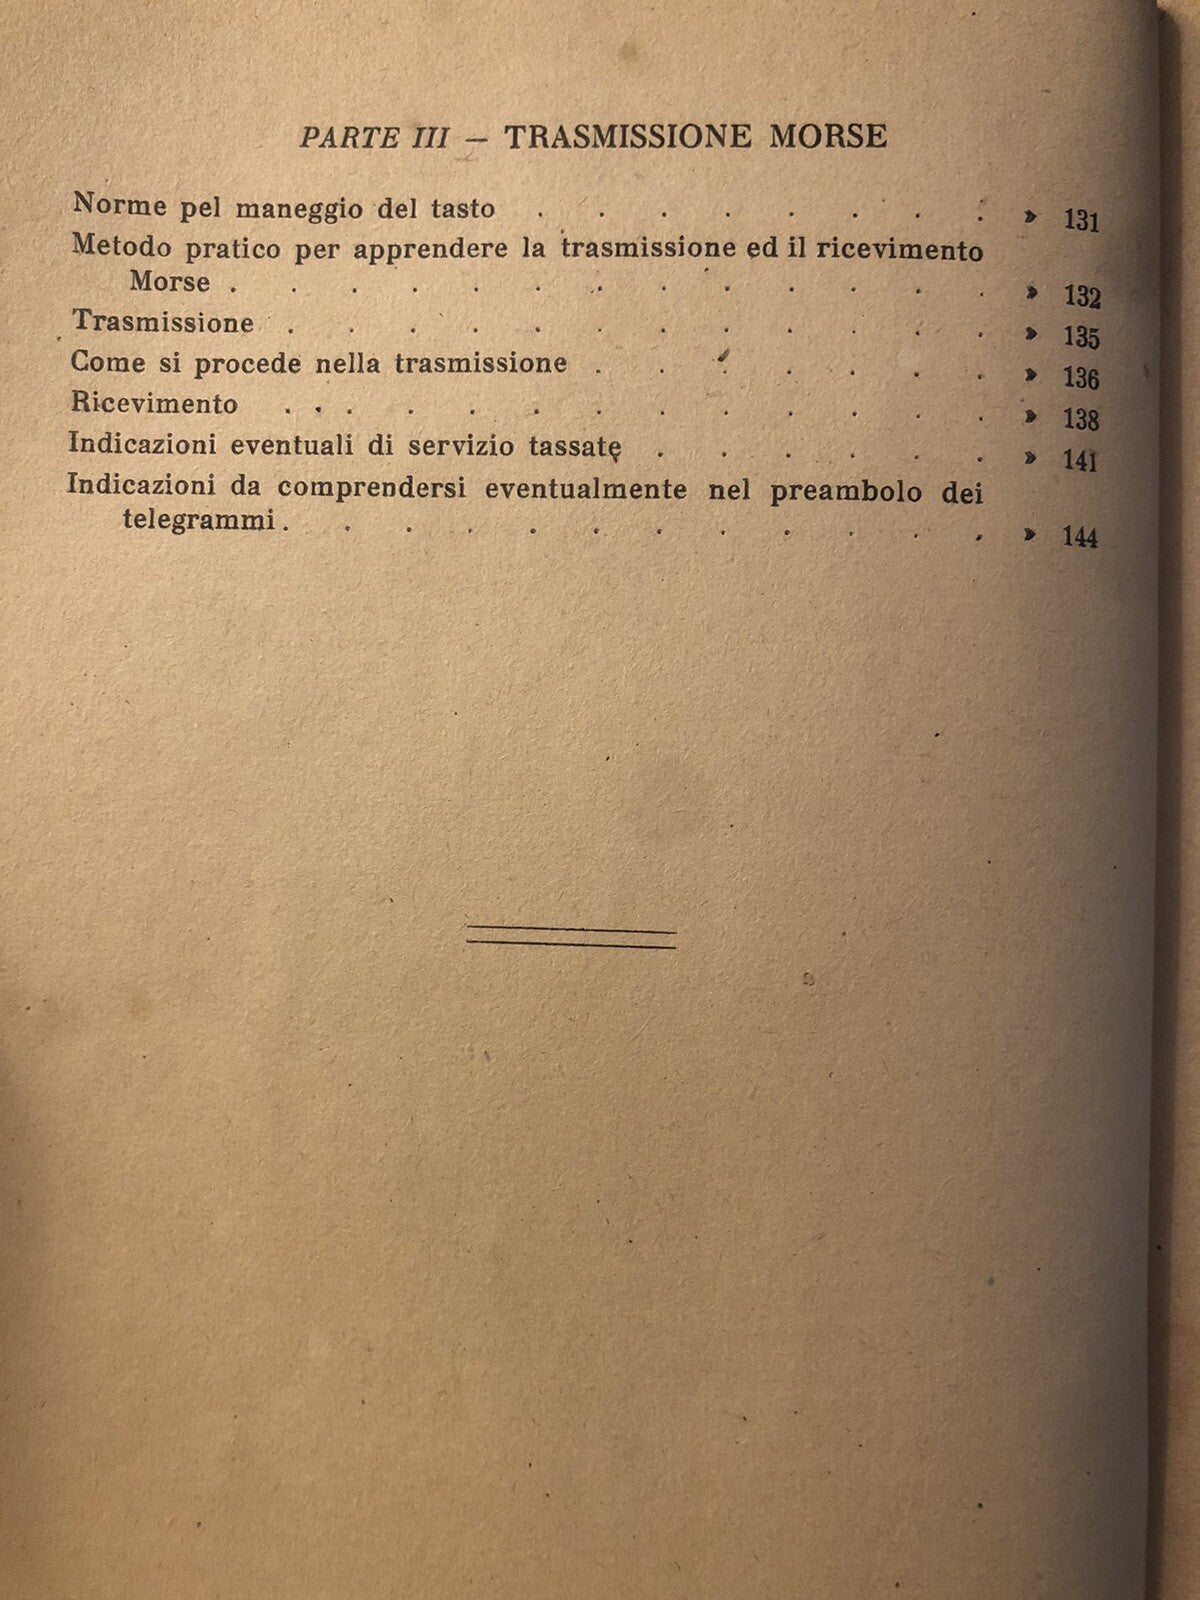 PARTE III — TRASMISSIONE MORSE
Norme pel maneggio del tasto . . . . . . . . » 131
Metodo pratico per apprendere la trasmissione ed il ricevimento
Morse . . . . . . . . . . . . . » 132
Trasmissione . . . . . . . . . . . . » 135
Come si procede nella trasmissione . . . . . . . » 136
Ricevimento . . . . . . . . . . . . . » 138
Indicazioni eventuali di servizio tassate . . . . . . » 141
Indicazioni da comprendersi eventualmente nel preambolo dei
telegrammi . . . . . . . . . . . . » 144